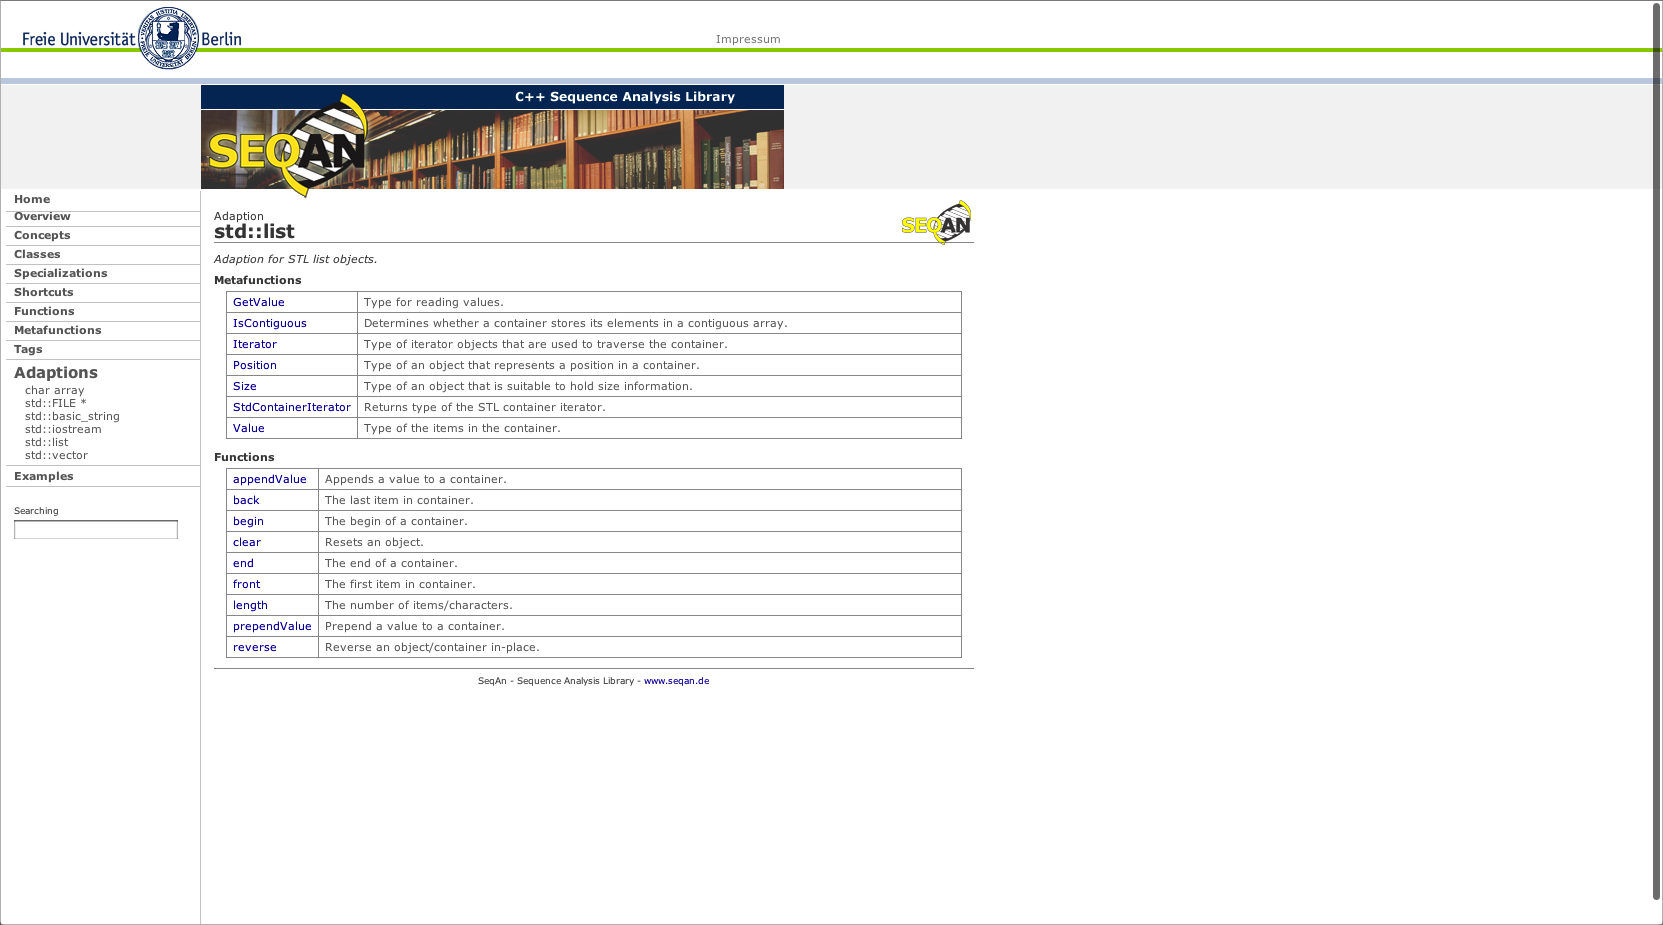 Freie Universität Berlin
Impressum
C++ Sequence Analysis Library
SEQAN
Home
Overview
Concepts
Classes
Specializations
Shortcuts
Functions
Metafunctions
Tags
Adaptions
char array
std::FILE *
std::basic_string
std::iostream
std::list
std::vector
Examples
Searching
Adaption
std::list
SEQAN
Adaption for STL list objects.
Metafunctions
GetValue Type for reading values.
IsContiguous Determines whether a container stores its elements in a contiguous array.
Iterator Type of iterator objects that are used to traverse the container.
Position Type of an object that represents a position in a container.
Size Type of an object that is suitable to hold size information.
StdContainerIterator Returns type of the STL container iterator.
Value Type of the items in the container.
Functions
appendValue Appends a value to a container.
back The last item in container.
begin The begin of a container.
clear Resets an object.
end The end of a container.
front The first item in container.
length The number of items/characters.
prependValue Prepend a value to a container.
reverse Reverse an object/container in-place.
SeqAn - Sequence Analysis Library - www.seqan.de